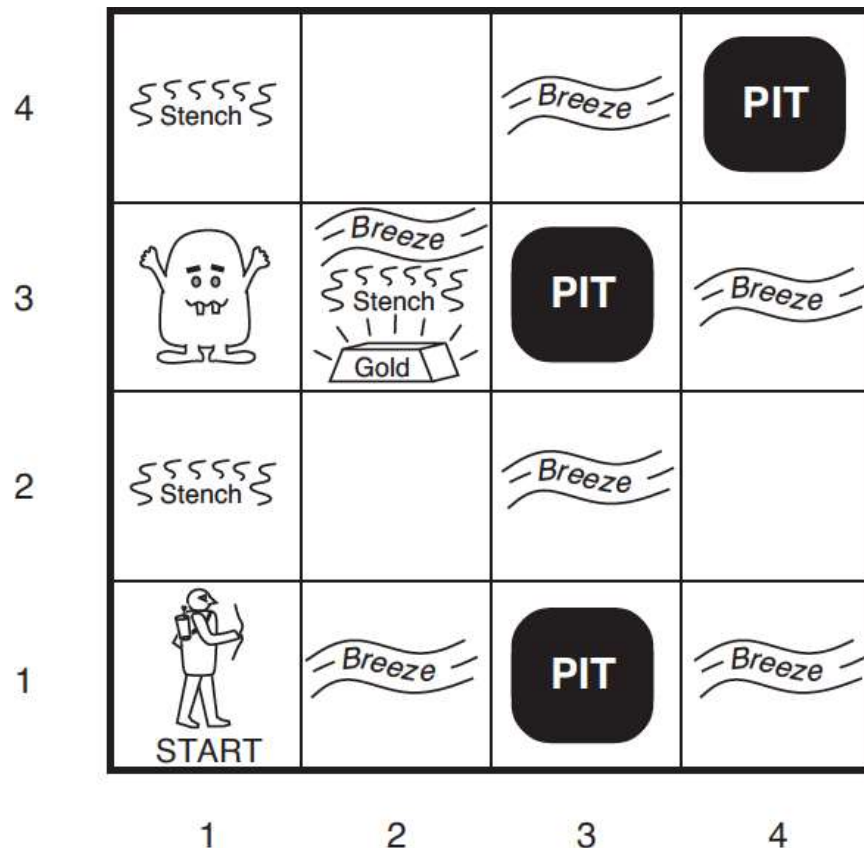 4
Stench
Breeze
PIT
3
Breeze
Stench
Gold
PIT
Breeze
2
Stench
Breeze
1
START
Breeze
PIT
Breeze
1 2 3 4